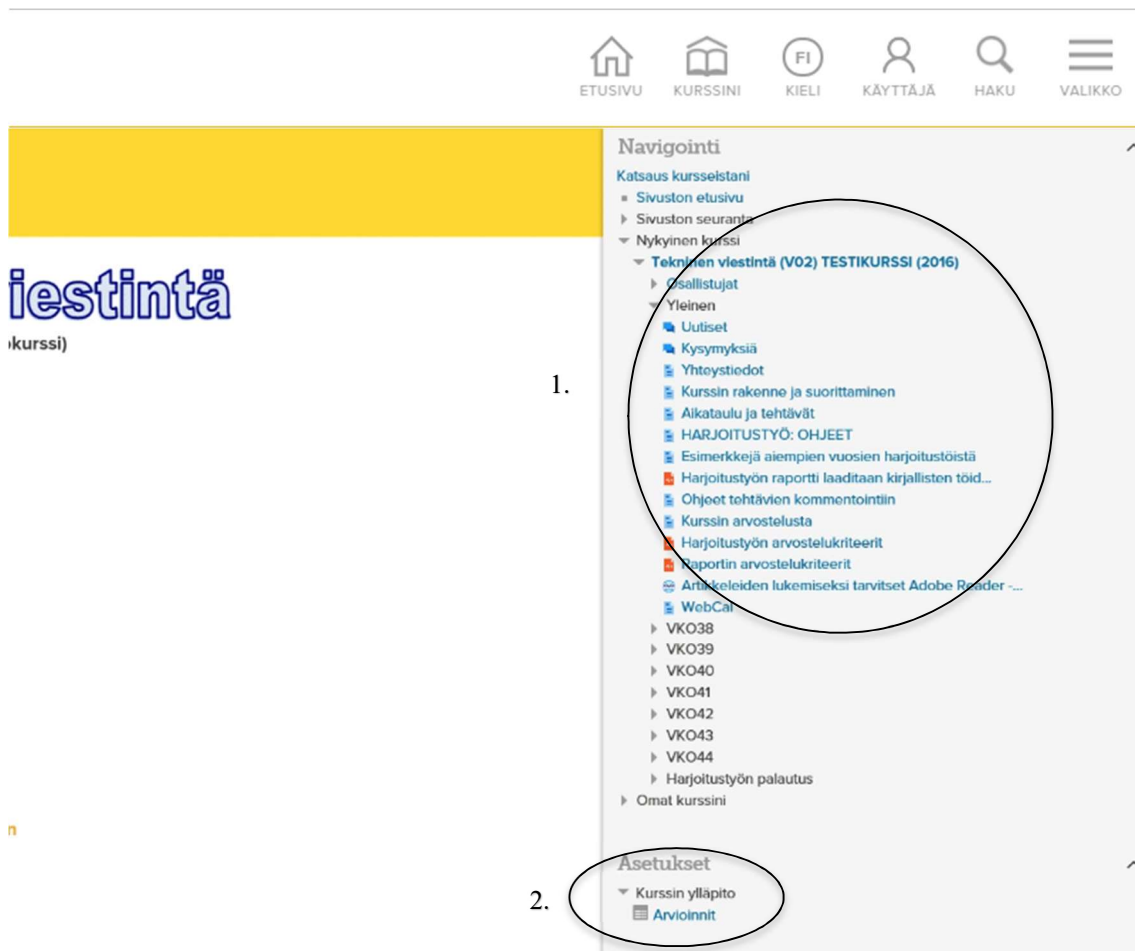 ETUSIVU KURSSINI FI KIELI KÄYTTÄJÄ HAKU VALIKKO
iestintä
kurssi)
n
1.
2.
Navigointi
Katsaus kursseistani
Sivuston etusivu
Sivuston seuranta
Nykyinen kurssi
Tekninen viestintä (V02) TESTIKURSSI (2016)
Osallistujat
Yleinen
Uutiset
Kysymyksiä
Yhteystiedot
Kurssin rakenne ja suorittaminen
Aikataulu ja tehtävät
HARJOITUSTYÖ: OHJEET
Esimerkkejä aiempien vuosien harjoitustöistä
Harjoitustyön raportti laaditaan kirjallisten töid...
Ohjeet tehtävien kommentointiin
Kurssin arvostelusta
Harjoitustyön arvostelukriteerit
Raportin arvostelukriteerit
Artikkeleiden lukemiseksi tarvitset Adobe Reader -...
WebCal
VKO38
VKO39
VKO40
VKO41
VKO42
VKO43
VKO44
Harjoitustyön palautus
Omat kurssini
Asetukset
Kurssin ylläpito
Arvioinnit